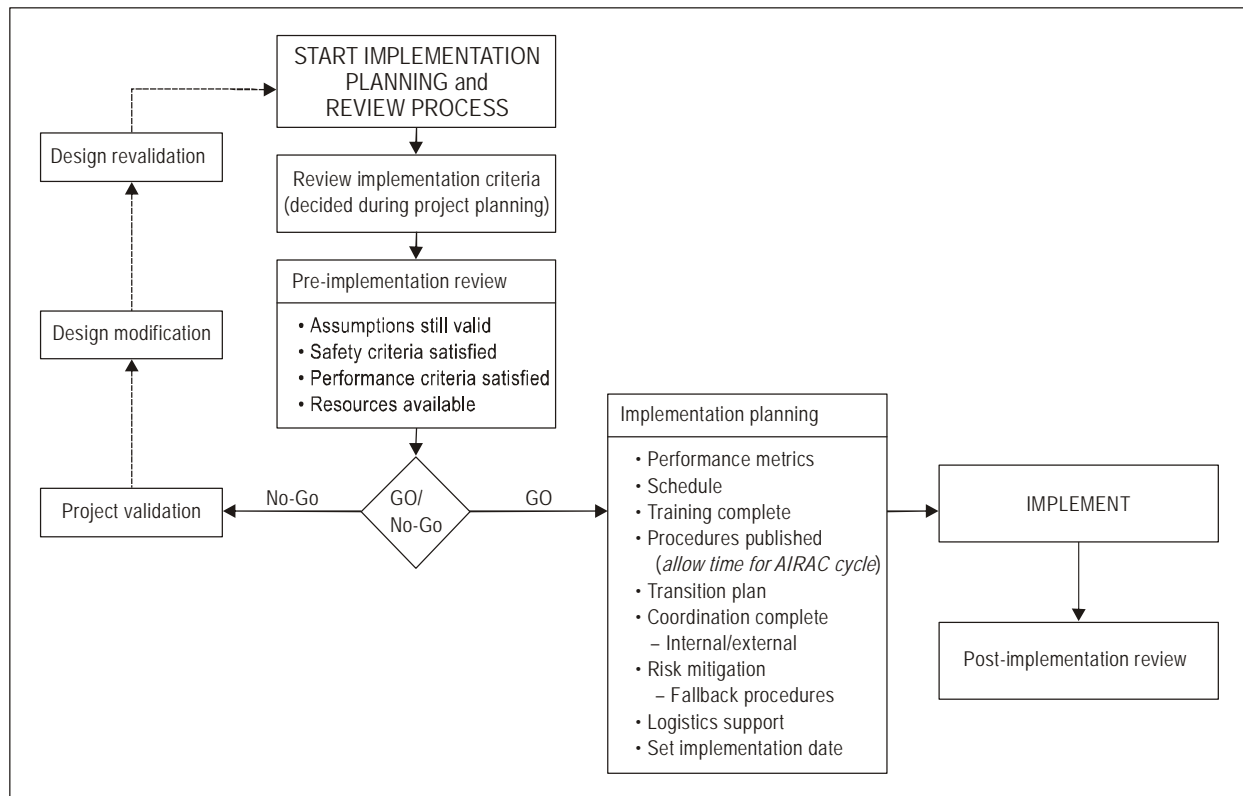 START IMPLEMENTATION
PLANNING and
REVIEW PROCESS
Design revalidation
Review implementation criteria
(decided during project planning)
Pre-implementation review
• Assumptions still valid
• Safety criteria satisfied
• Performance criteria satisfied
• Resources available
Design modification
Project validation
No-Go
GO/
No-Go
GO
Implementation planning
• Performance metrics
• Schedule
• Training complete
• Procedures published
(allow time for AIRAC cycle)
• Transition plan
• Coordination complete
– Internal/external
• Risk mitigation
– Fallback procedures
• Logistics support
• Set implementation date
IMPLEMENT
Post-implementation review